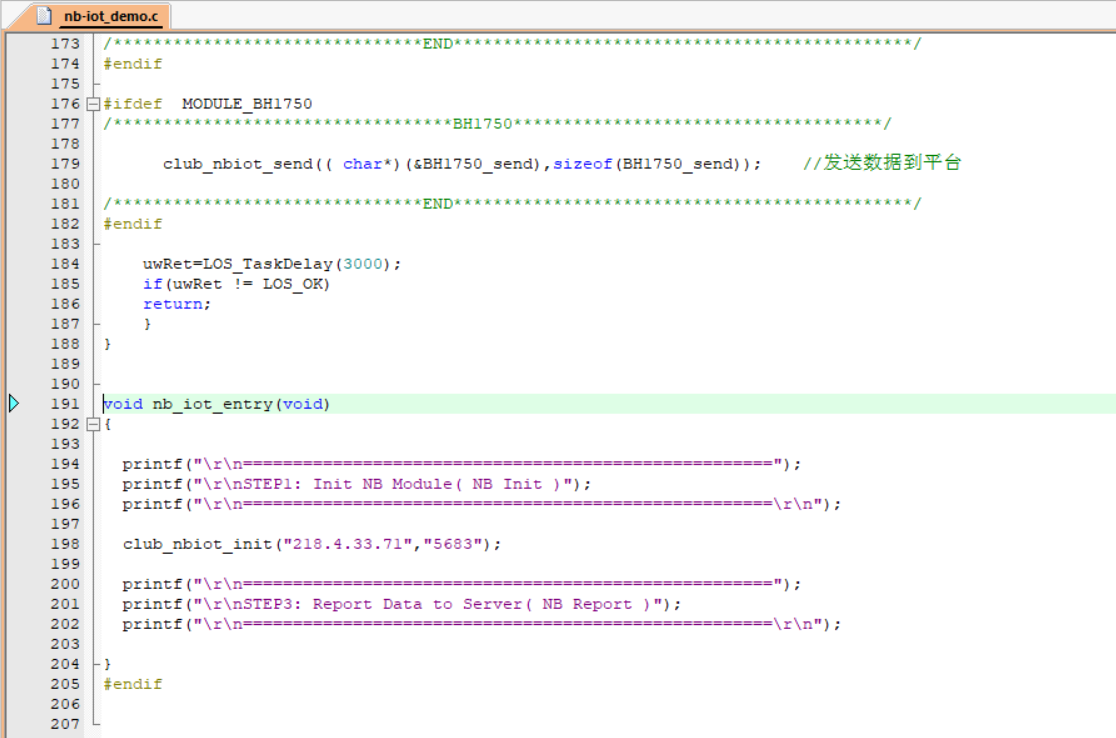 nb-iot_demo.c
173 /*******************************END**********************************************/
174 #endif
175
176 #ifdef  MODULE_BH1750
177 /**********************************BH1750*************************************/
178
179       club_nbiot_send(( char*)(&BH1750_send),sizeof(BH1750_send));    //发送数据到平台
180
181 /*******************************END**********************************************/
182 #endif
183
184     uwRet=LOS_TaskDelay(3000);
185     if(uwRet != LOS_OK)
186     return;
187     }
188 }
189
190
191 void nb_iot_entry(void)
192 {
193
194   printf("\r\n=====================================================");
195   printf("\r\nSTEP1: Init NB Module( NB Init )");
196   printf("\r\n=====================================================\r\n");
197
198   club_nbiot_init("218.4.33.71","5683");
199
200   printf("\r\n=====================================================");
201   printf("\r\nSTEP3: Report Data to Server( NB Report )");
202   printf("\r\n=====================================================\r\n");
203
204 }
205 #endif
206
207